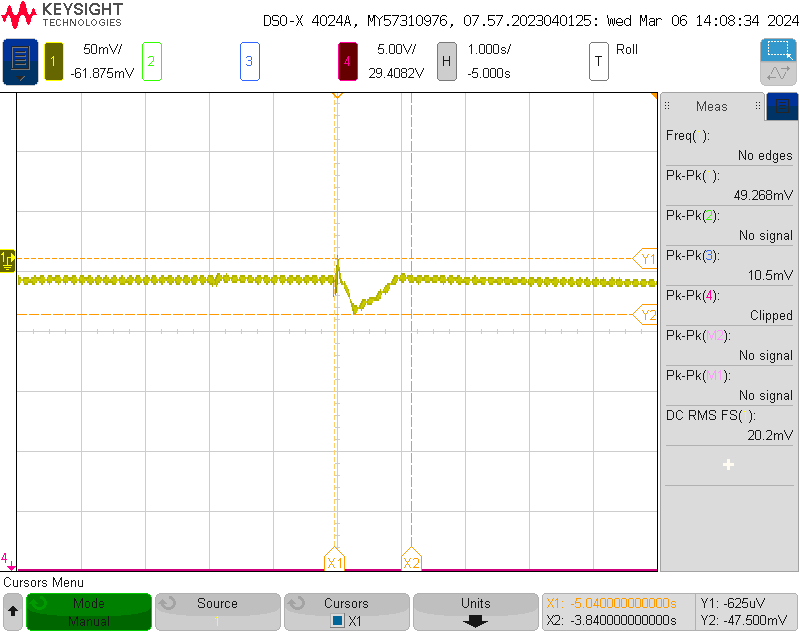 KEYSIGHT
TECHNOLOGIES
DSO-X 4024A, MY57310976, 07.57.2023040125: Wed Mar 06 14:08:34 2024
1
50mV/
-61.875mV
2
3
4
5.00V/
29.4082V
H
1.000s/
-5.000s
T
Roll
Meas
Freq( ):
No edges
Pk-Pk( ):
49.268mV
Pk-Pk(2):
No signal
Pk-Pk(3):
10.5mV
Pk-Pk(4):
Clipped
Pk-Pk(M2):
No signal
Pk-Pk(M1):
No signal
DC RMS FS( ):
20.2mV
1
Y1
Y2
4
X1
X2
Cursors Menu
Mode
Manual
Source
1
Cursors
X1
Units
X1: -5.040000000000s
X2: -3.840000000000s
Y1: -625uV
Y2: -47.500mV